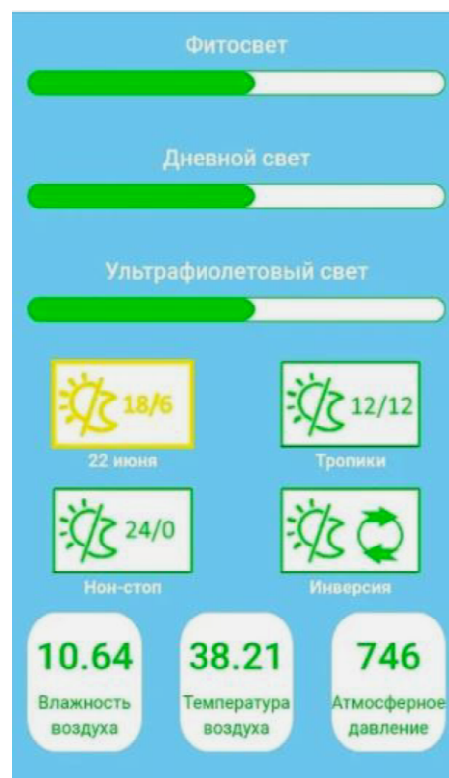 Фитосвет
Дневной свет
Ультрафиолетовый свет
18/6
12/12
22 июня
Тропики
24/0
Нон-стоп
Инверсия
10.64
38.21
746
Влажность
воздуха
Температура
воздуха
Атмосферное
давление